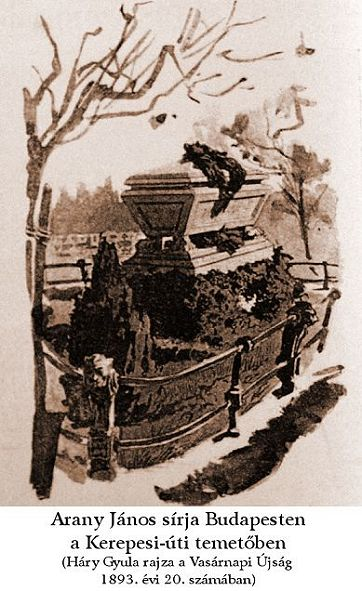 Arany János sírja Budapesten
a Kerepesi-úti temetőben
(Háry Gyula rajza a Vasárnapi Újság
1893. évi 20. számában)